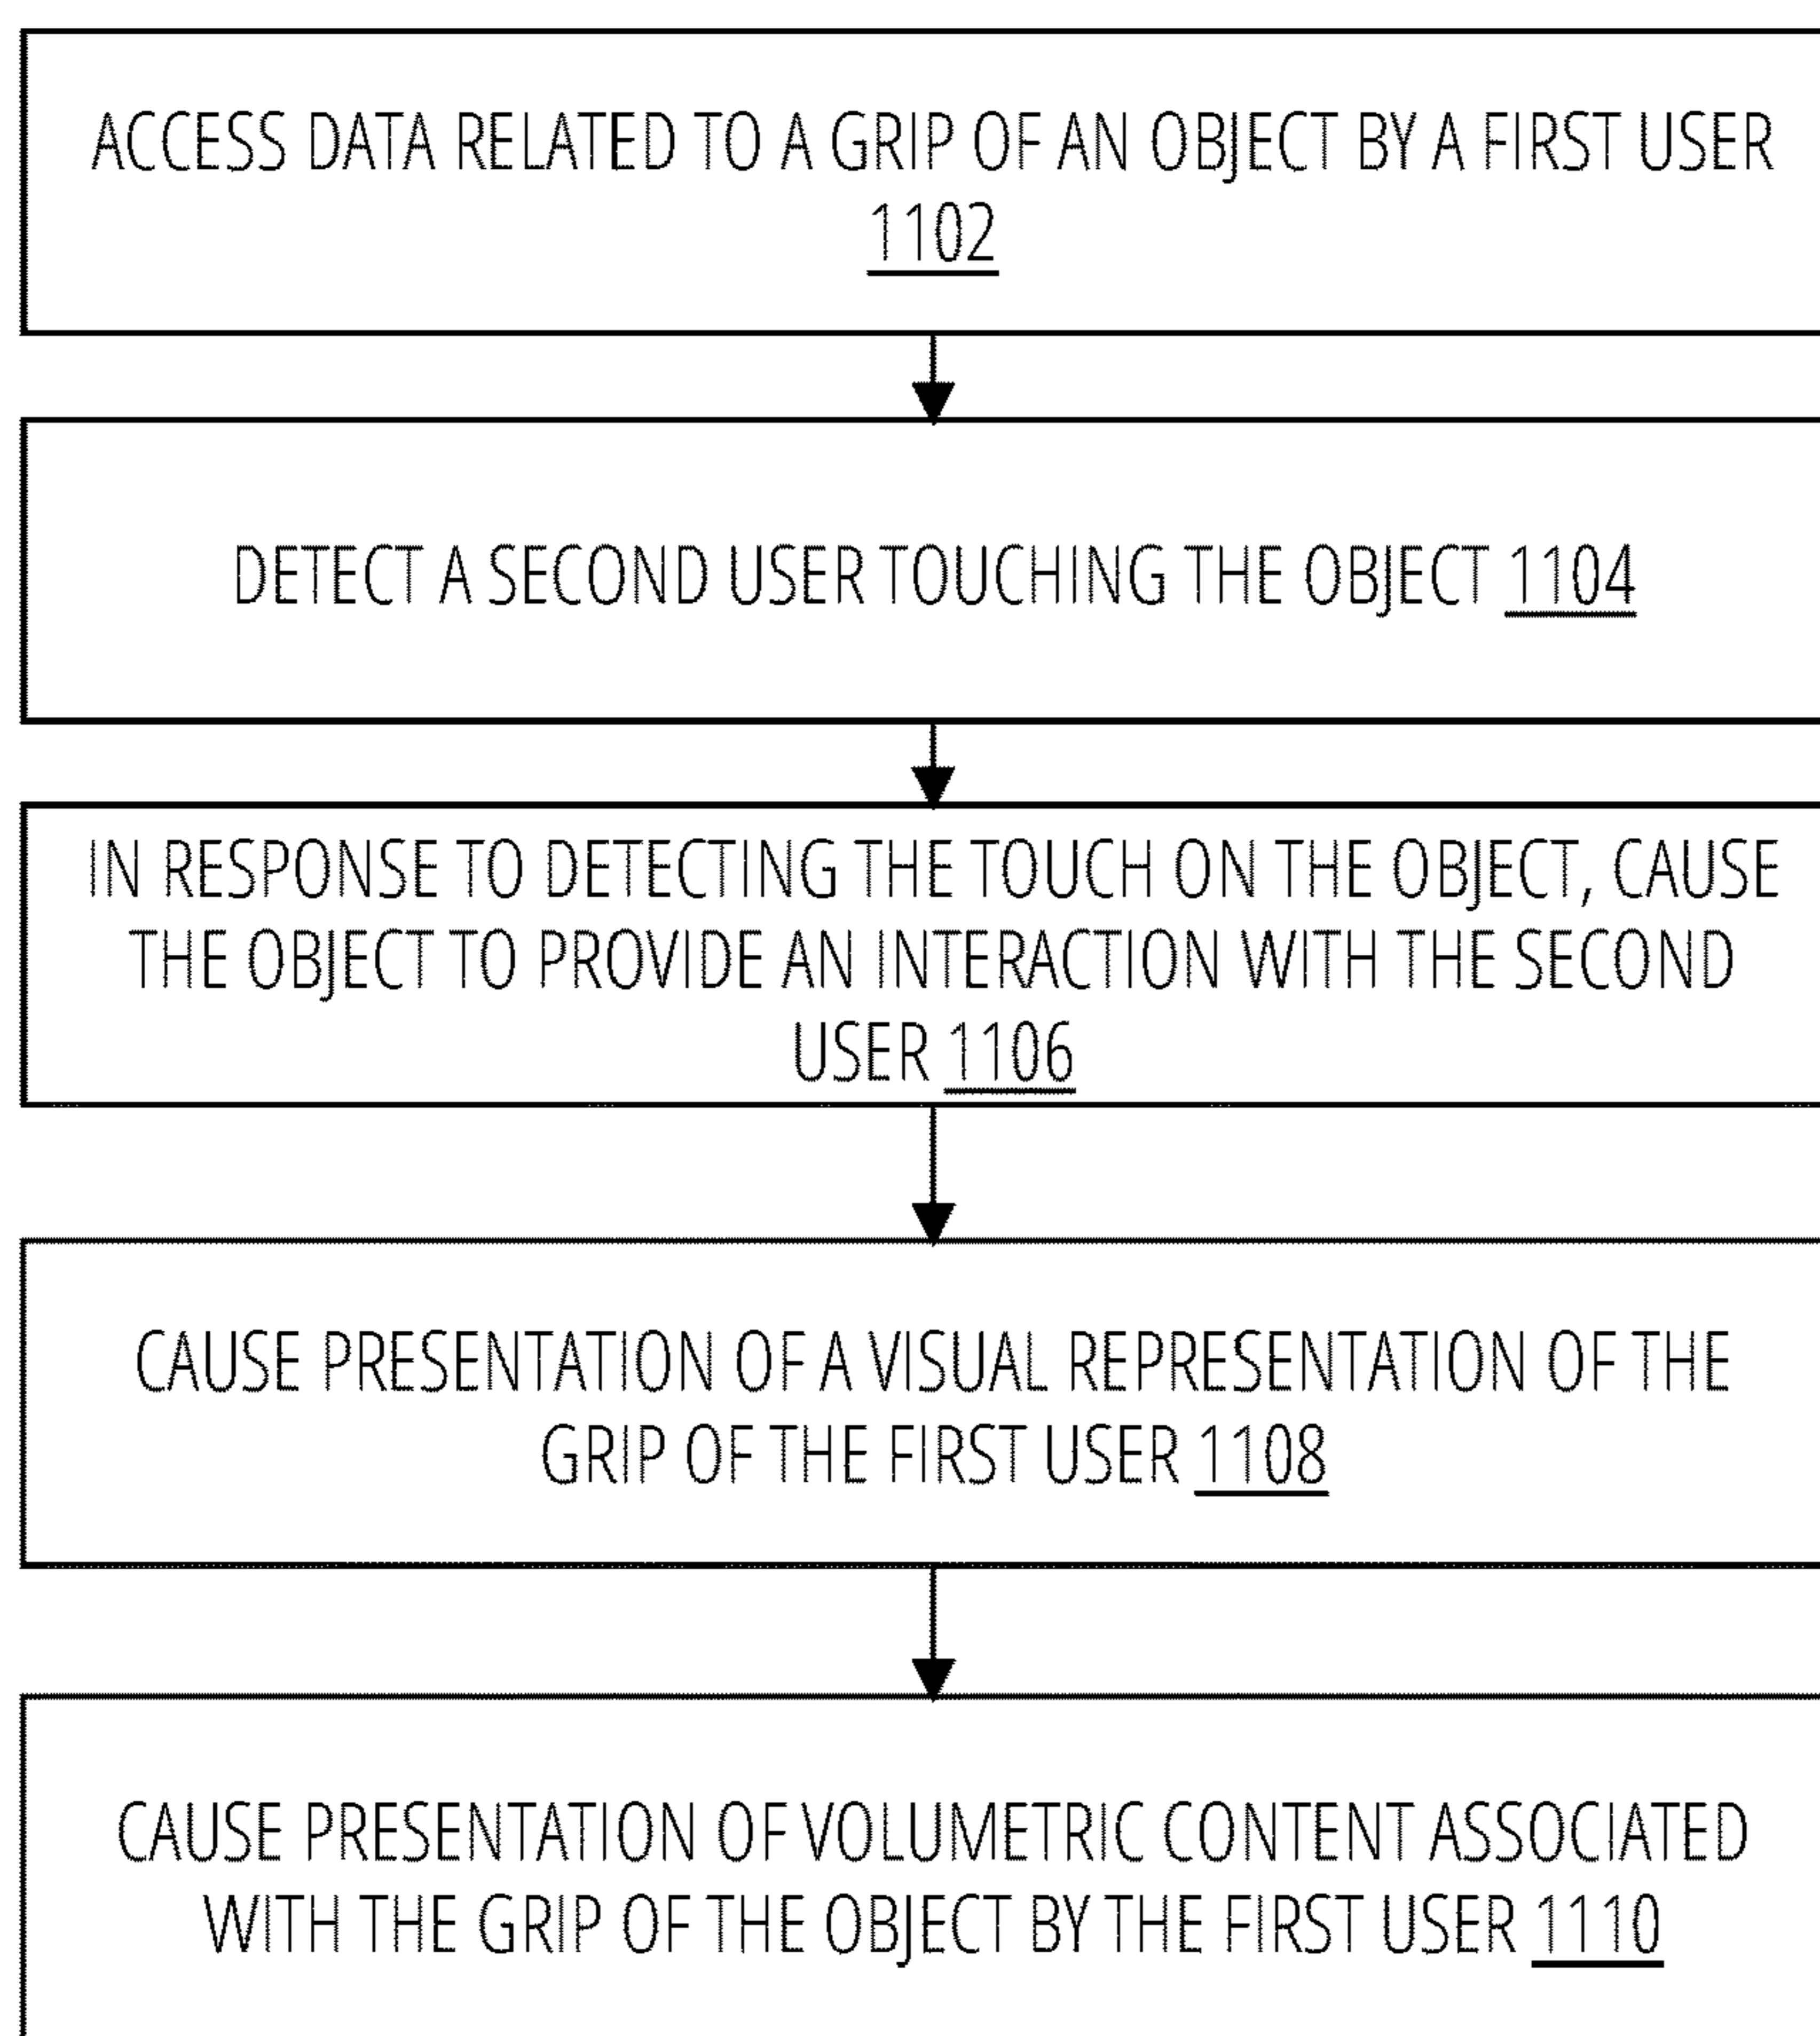 ACCESS DATA RELATED TO A GRIP OF AN OBJECT BY A FIRST USER
1102
DETECT A SECOND USER TOUCHING THE OBJECT 1104
IN RESPONSE TO DETECTING THE TOUCH ON THE OBJECT, CAUSE
THE OBJECT TO PROVIDE AN INTERACTION WITH THE SECOND
USER 1106
CAUSE PRESENTATION OF A VISUAL REPRESENTATION OF THE
GRIP OF THE FIRST USER 1108
CAUSE PRESENTATION OF VOLUMETRIC CONTENT ASSOCIATED
WITH THE GRIP OF THE OBJECT BY THE FIRST USER 1110